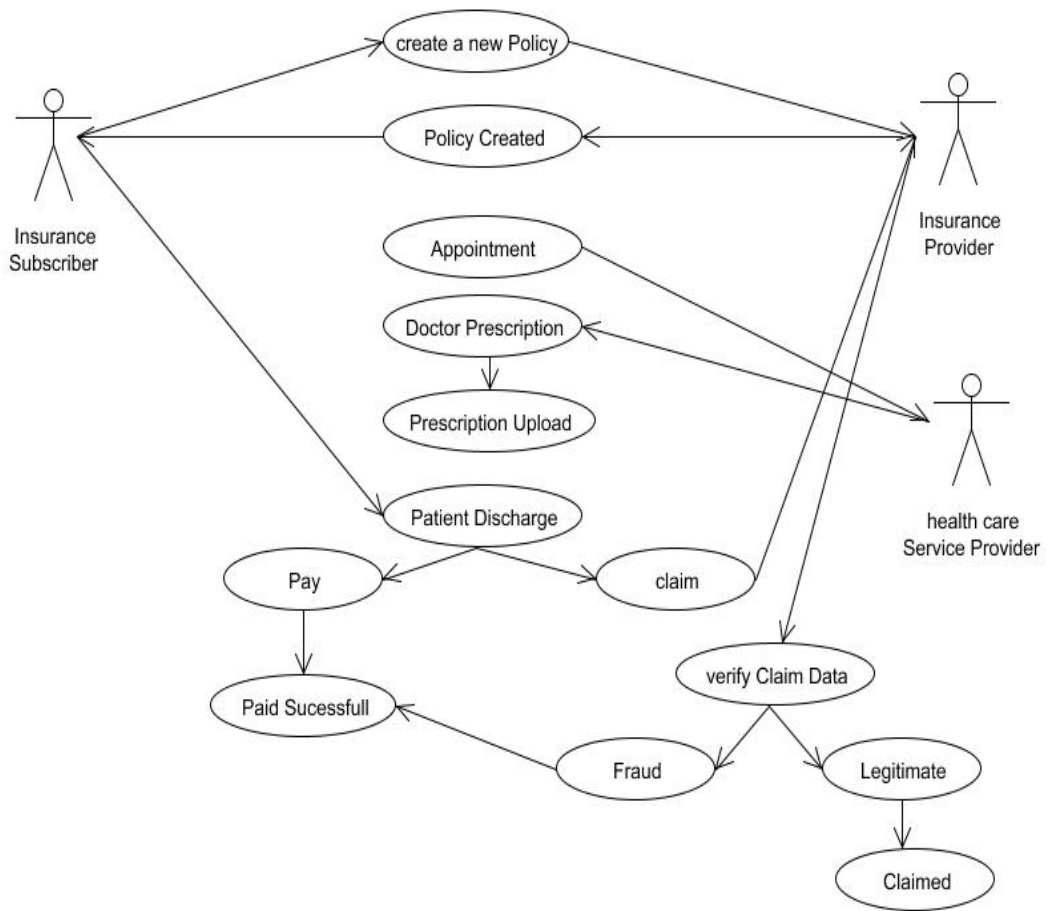 create a new Policy
Policy Created
Insurance
Subscriber
Insurance
Provider
Appointment
Doctor Prescription
Prescription Upload
Patient Discharge
health care
Service Provider
Pay
claim
verify Claim Data
Paid Sucessfull
Fraud
Legitimate
Claimed